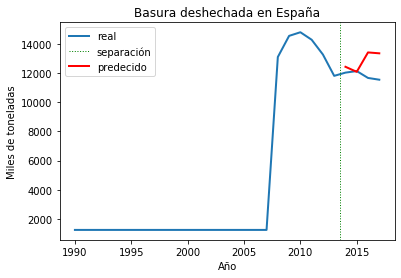 Basura deshechada en España
real
separación
predecido
Miles de toneladas
14000
12000
10000
8000
6000
4000
2000
1990
1995
2000
2005
2010
2015
Año